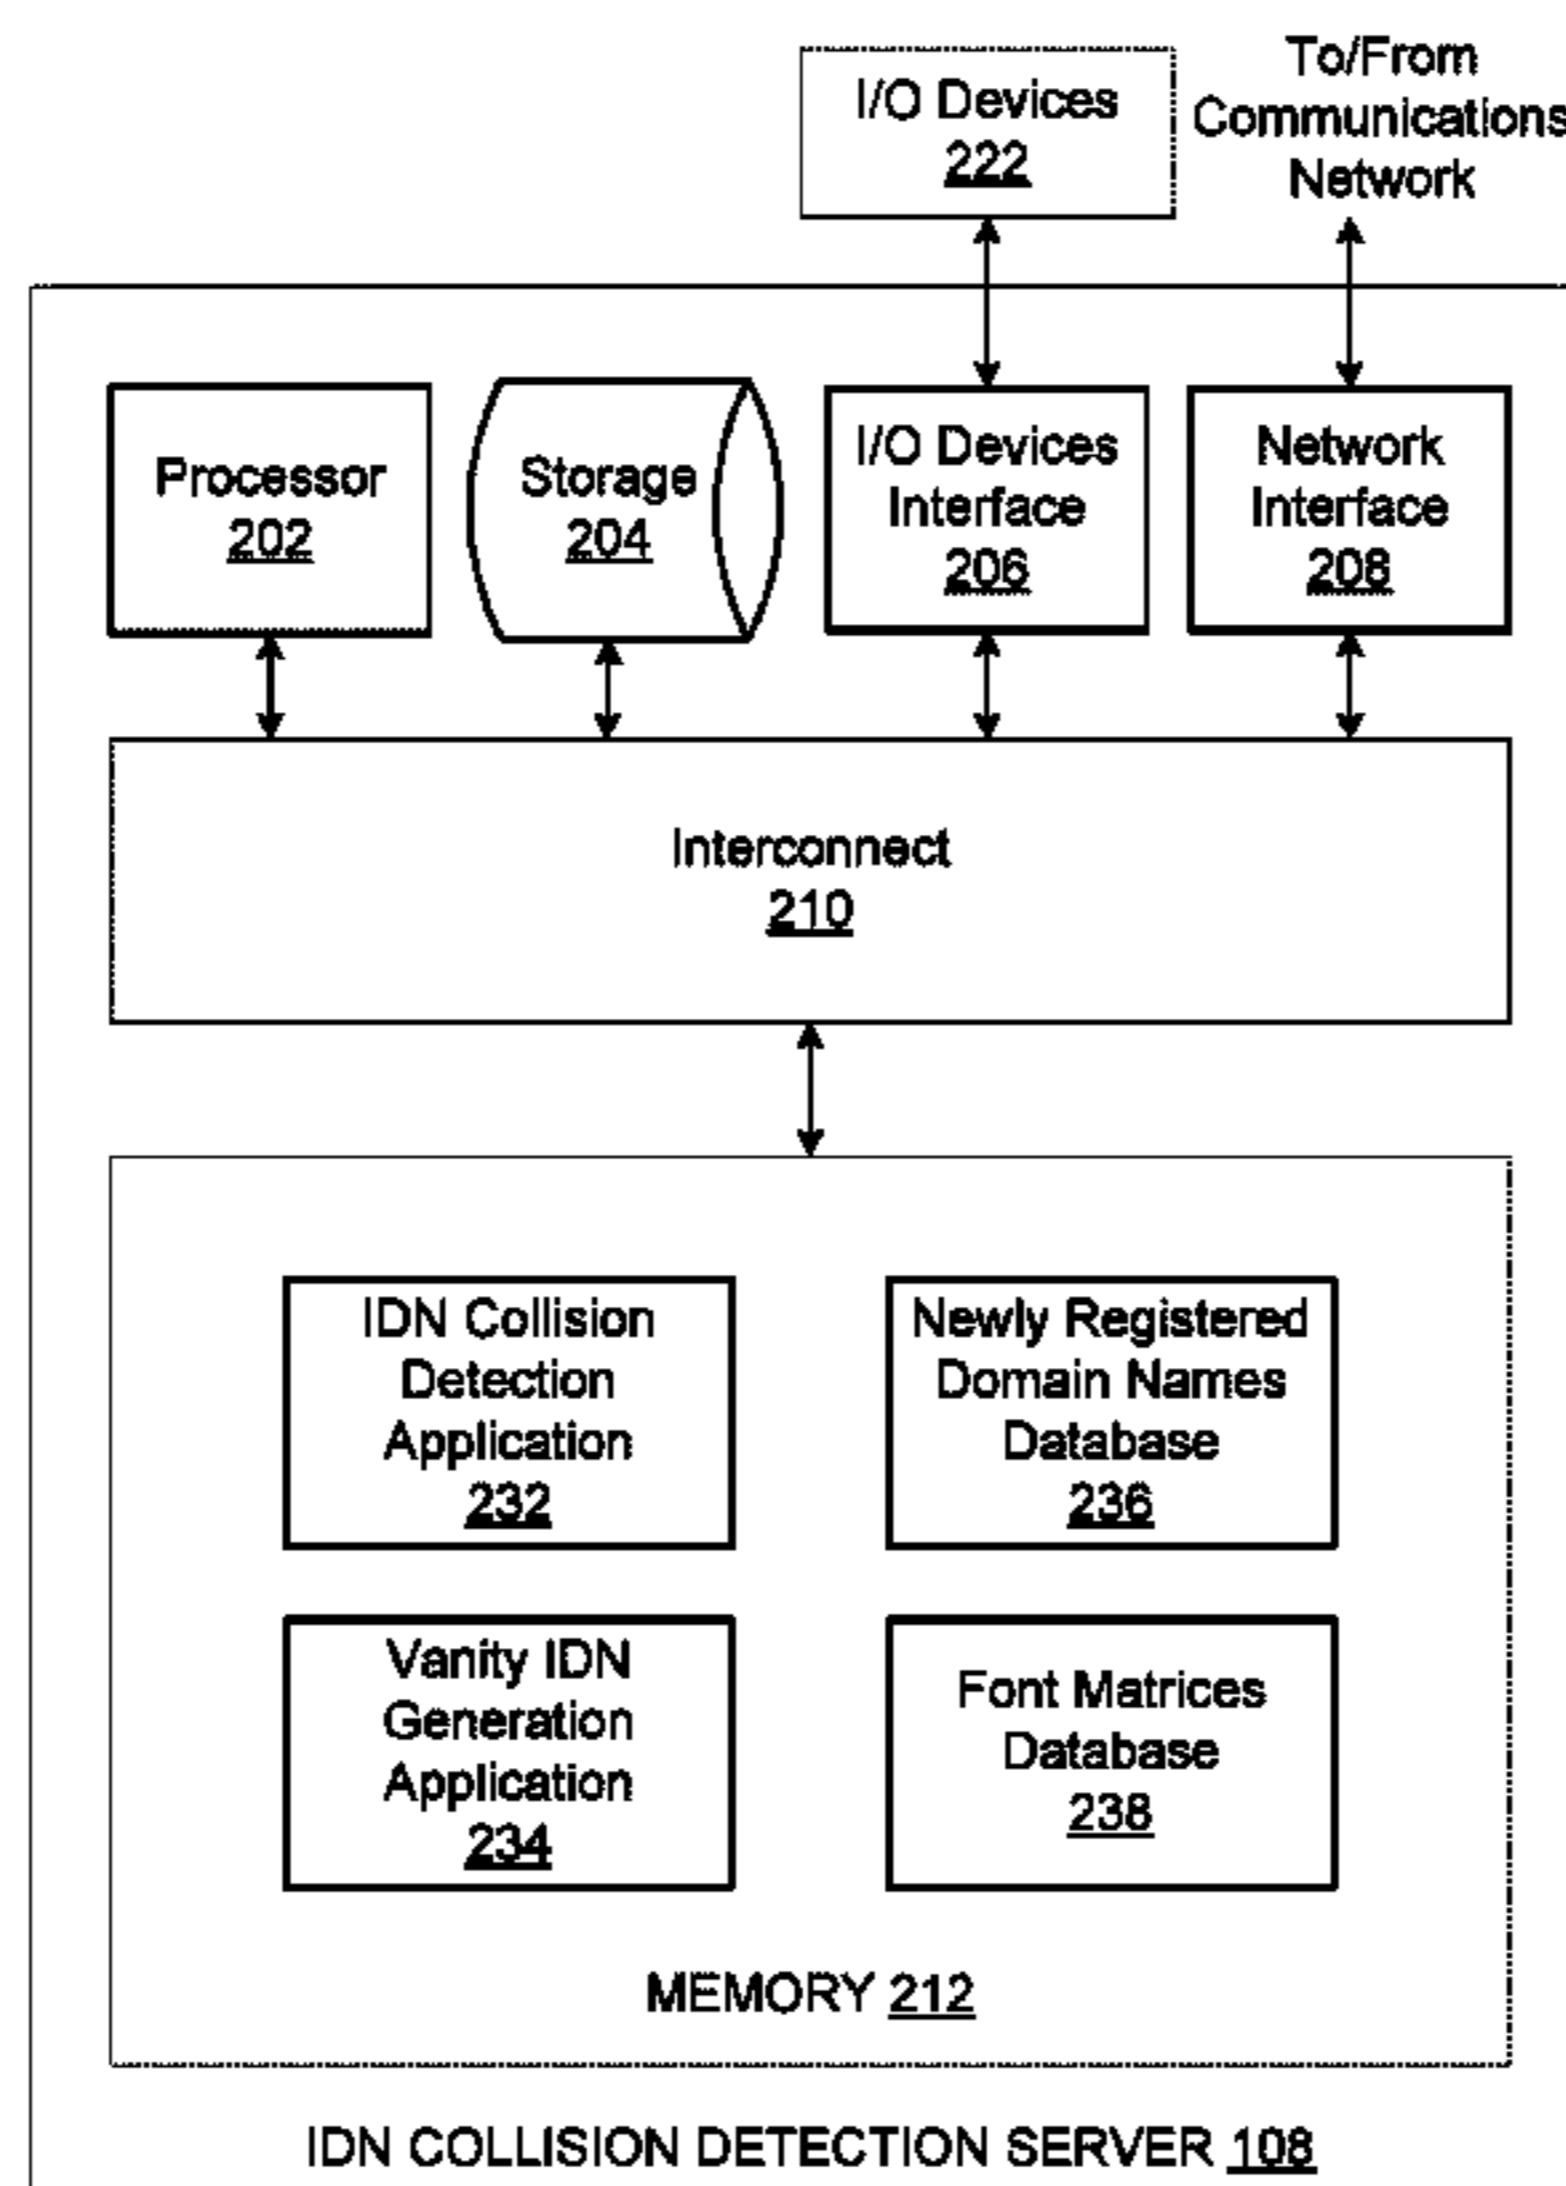 I/O Devices
222
To/From
Communications
Network
Processor
202
Storage
204
I/O Devices
Interface
206
Network
Interface
208
Interconnect
210
IDN Collision
Detection
Application
232
Newly Registered
Domain Names
Database
236
Vanity IDN
Generation
Application
234
Font Matrices
Database
238
MEMORY 212
IDN COLLISION DETECTION SERVER 108